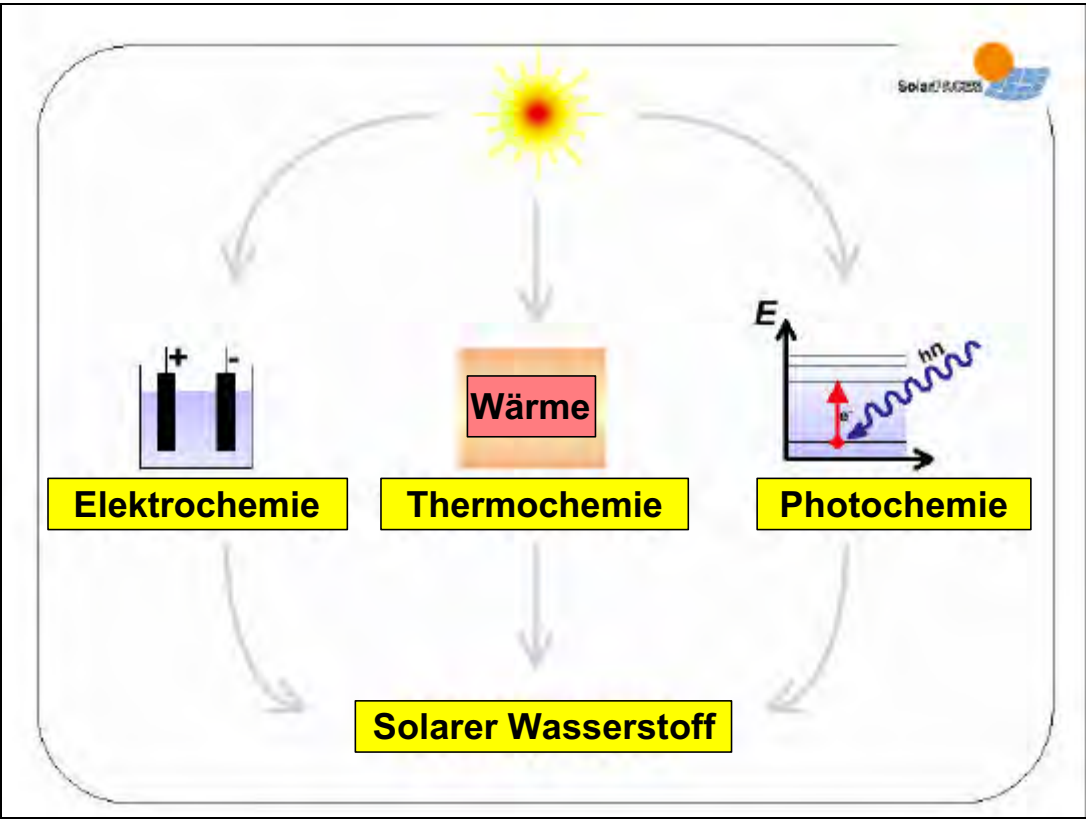 + -
E
hn
e-
Wärme
Elektrochemie
Thermochemie
Photochemie
Solarer Wasserstoff